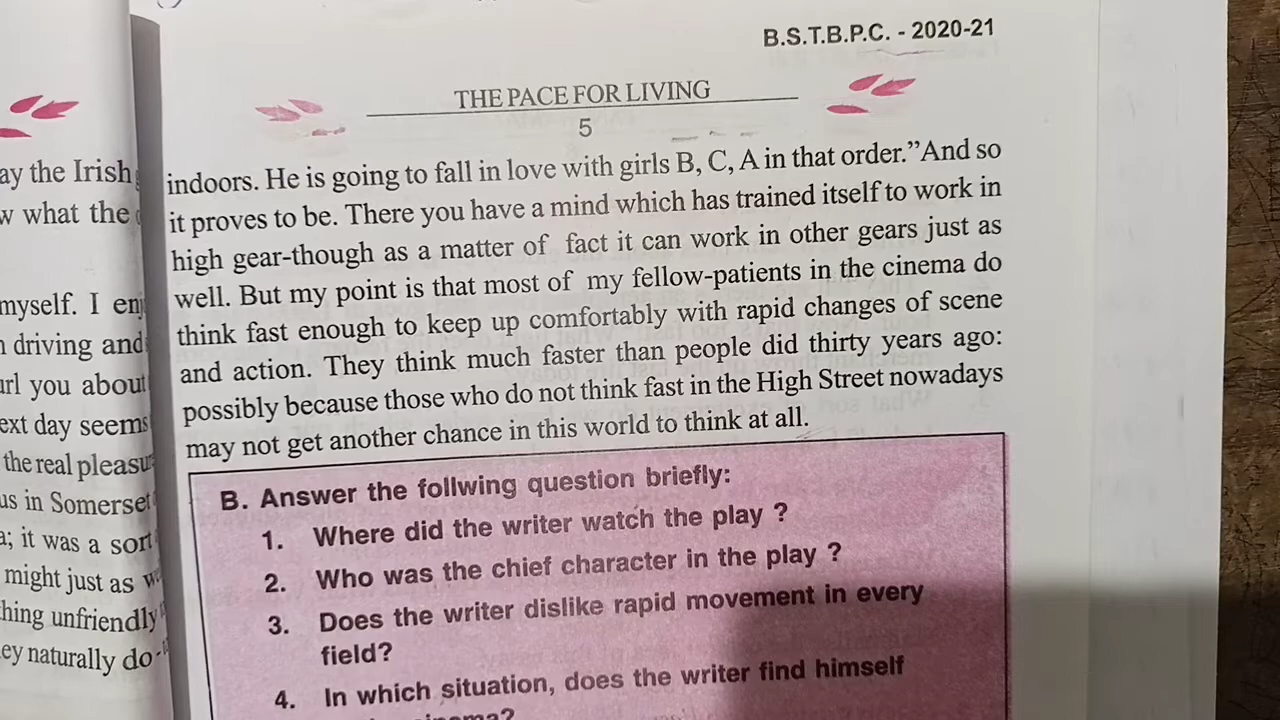 B.S.T.B.P.C. - 2020-21
THE PACE FOR LIVING
5
ay the Irish
w what the
myself. I enj
driving and
url you about
ext day seems
the real pleasu
us in Somerset
a; it was a sort
might just as w
hing unfriendly
ey naturally do
indoors. He is going to fall in love with girls B, C, A in that order."And so
it proves to be. There you have a mind which has trained itself to work in
high gear-though as a matter of fact it can work in other gears just as
well. But my point is that most of my fellow-patients in the cinema do
think fast enough to keep up comfortably with rapid changes of scene
and action. They think much faster than people did thirty years ago:
possibly because those who do not think fast in the High Street nowadays
may not get another chance in this world to think at all.
B. Answer the follwing question briefly:
1. Where did the writer watch the play ?
2. Who was the chief character in the play ?
3. Does the writer dislike rapid movement in every
field?
4. In which situation, does the writer find himself